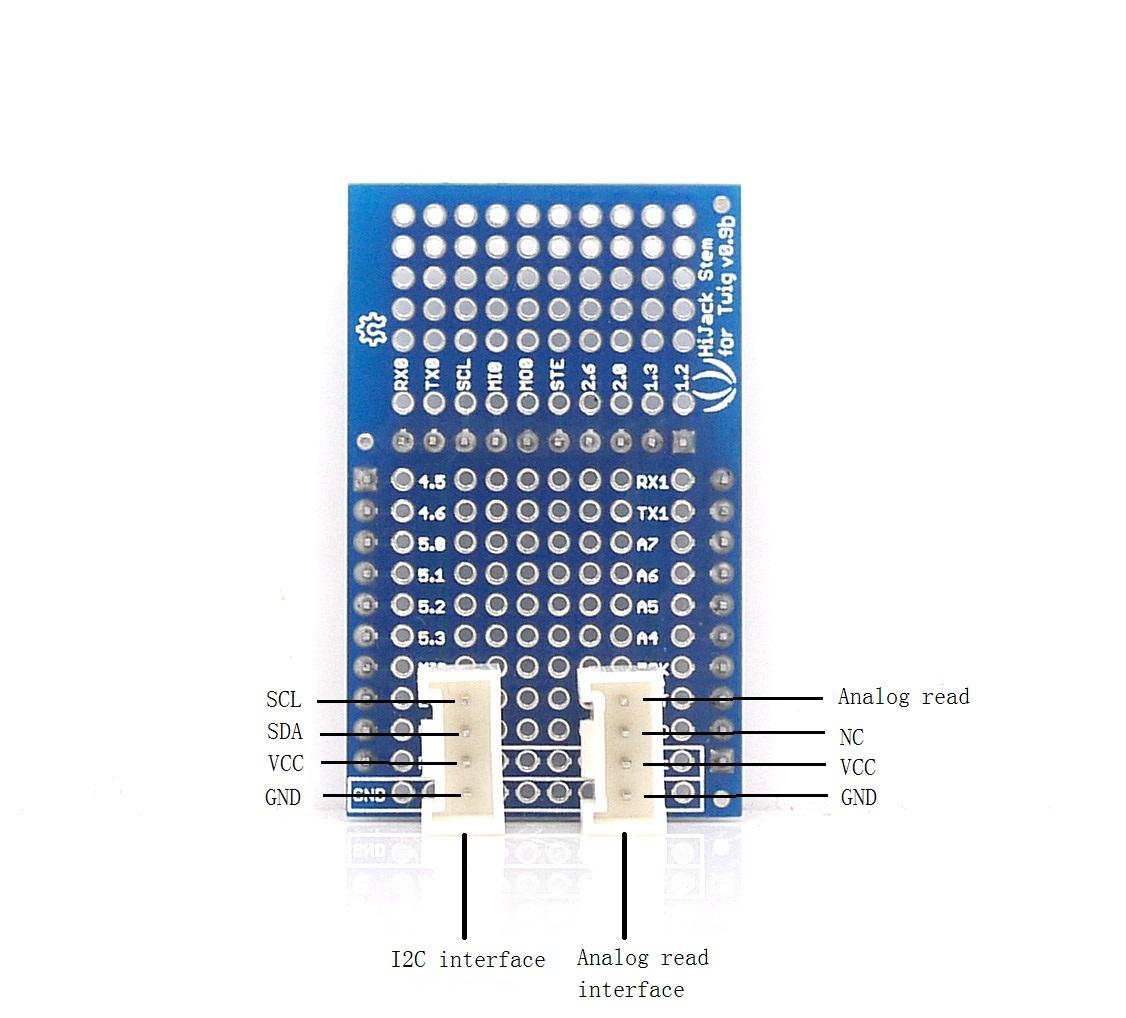 HiJack Stem
for Twig v0.9b
RX0 TX0 SCL MI0 MO0 STE 2.6 2.0 1.3 1.2
4.5 RX1
4.6 TX1
5.0 A7
5.1 A6
5.2 A5
5.3 A4
SCL Analog read
SDA NC
VCC VCC
GND GND GND
I2C interface
Analog read
interface